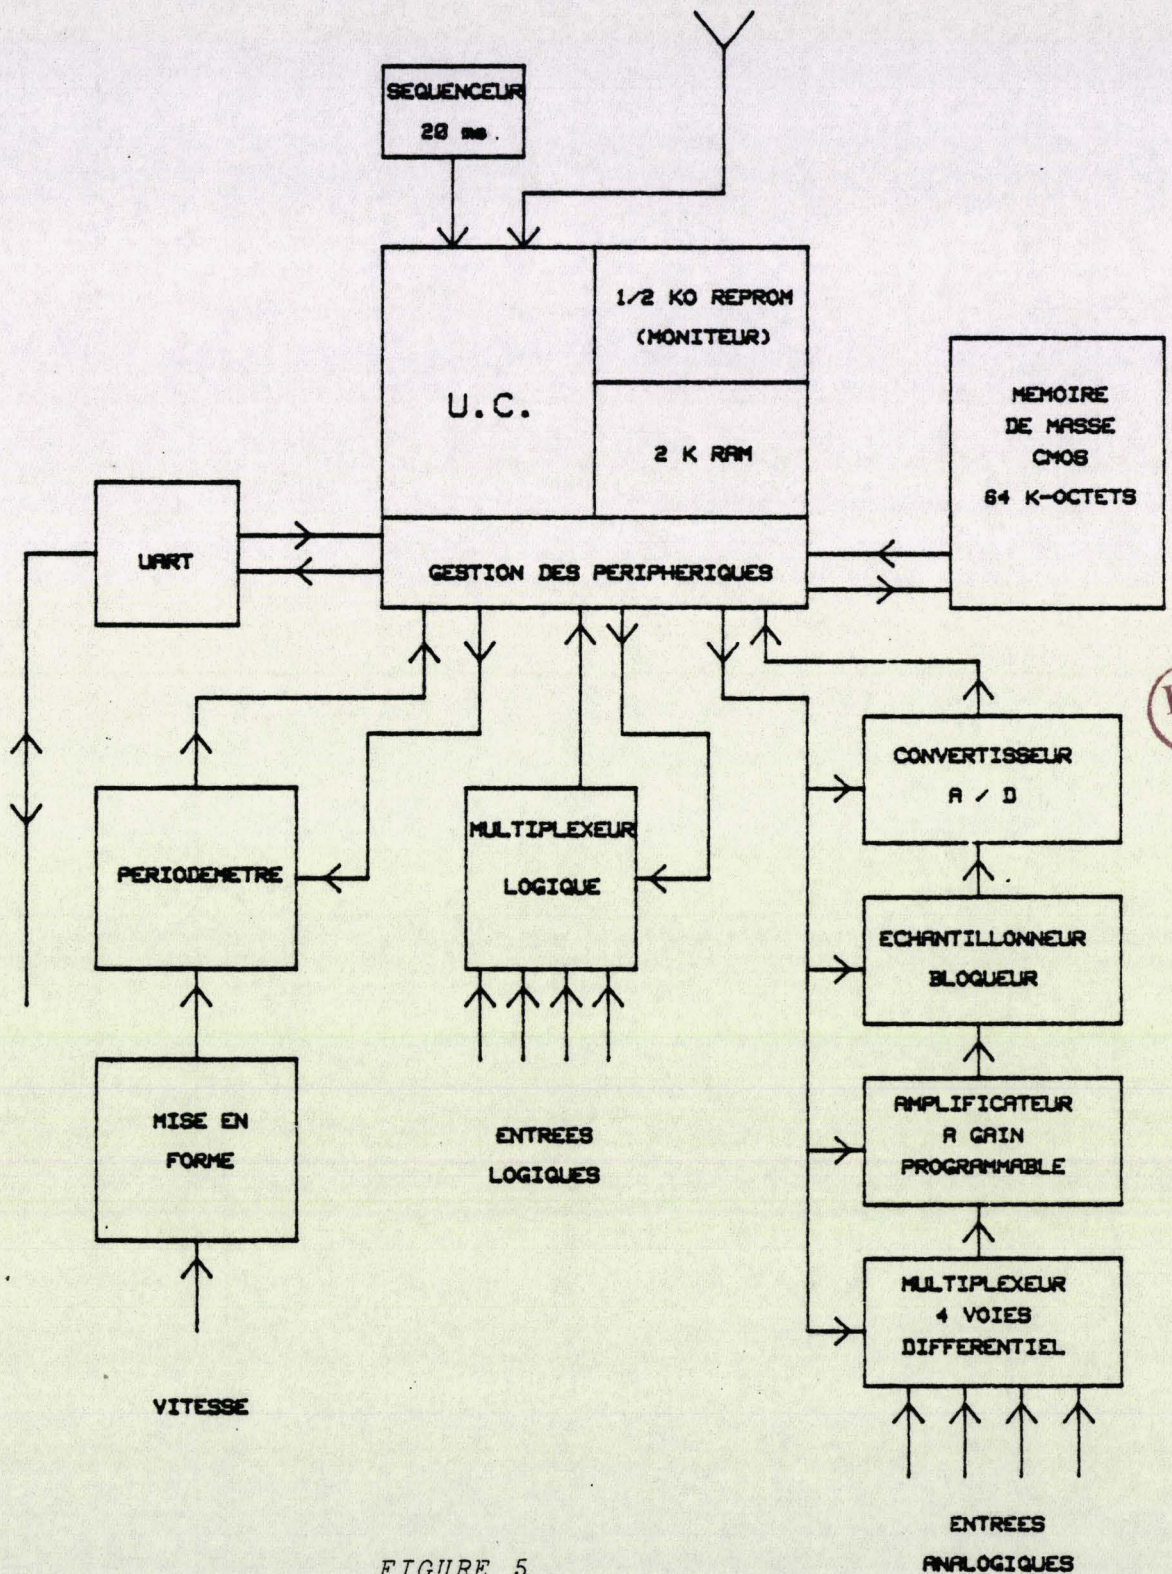 SEQUENCEUR
20 ms.
U.C.
1/2 KO REPROM
(MONITEUR)
2 K RAM
MEMOIRE
DE MASSE
CMOS
64 K-OCTETS
UART
GESTION DES PERIPHERIQUES
CONVERTISSEUR
A / D
MULTIPLEXEUR
LOGIQUE
PERIODEMETRE
ECHANTILLONNEUR
BLOQUEUR
MISE EN
FORME
ENTREES
LOGIQUES
AMPLIFICATEUR
A GAIN
PROGRAMMABLE
MULTIPLEXEUR
4 VOIES
DIFFERENTIEL
VITESSE
ENTREES
ANALOGIQUES
FIGURE 5